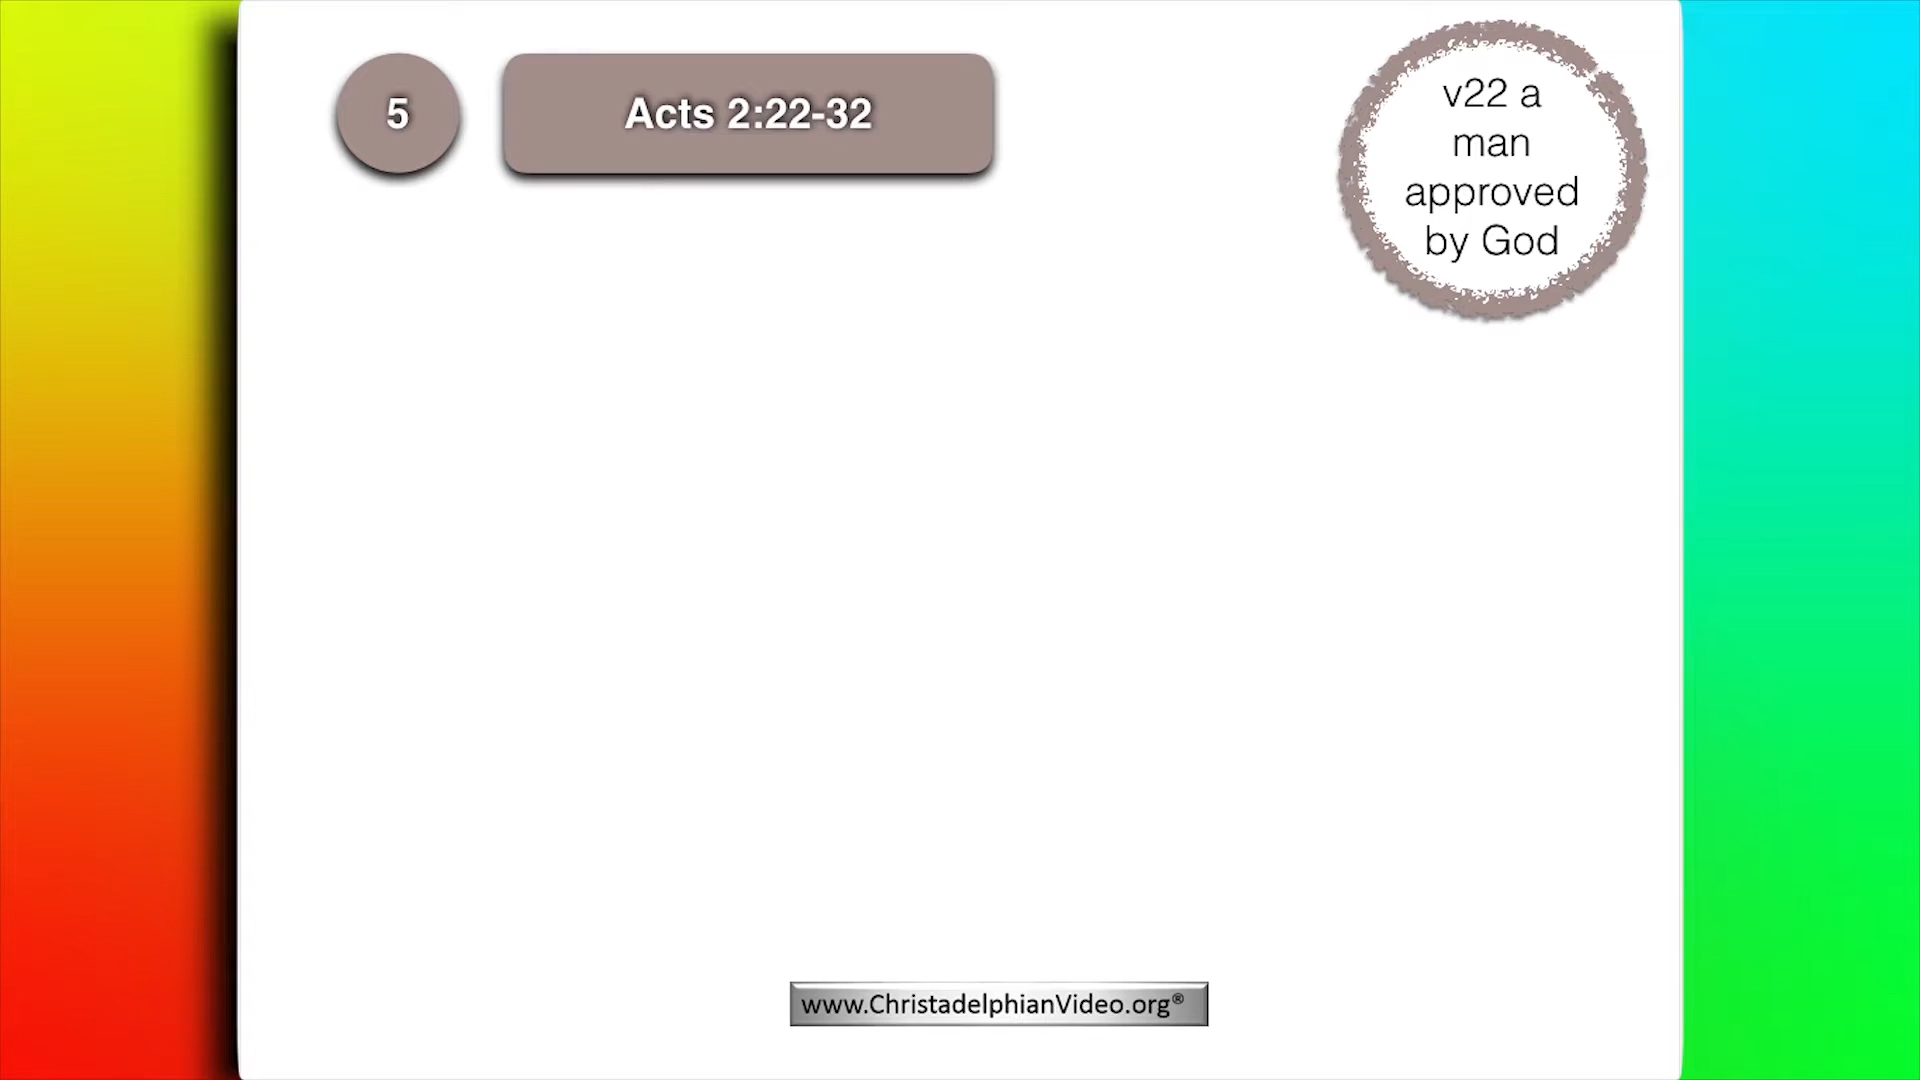 5
Acts 2:22-32
v22 a
man
approved
by God
www.ChristadelphianVideo.org®